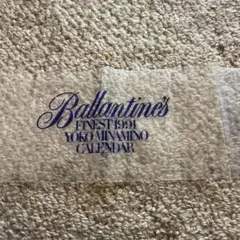 Ballantine's
FINEST 1991
YOKO MINAMINO
CALENDAR